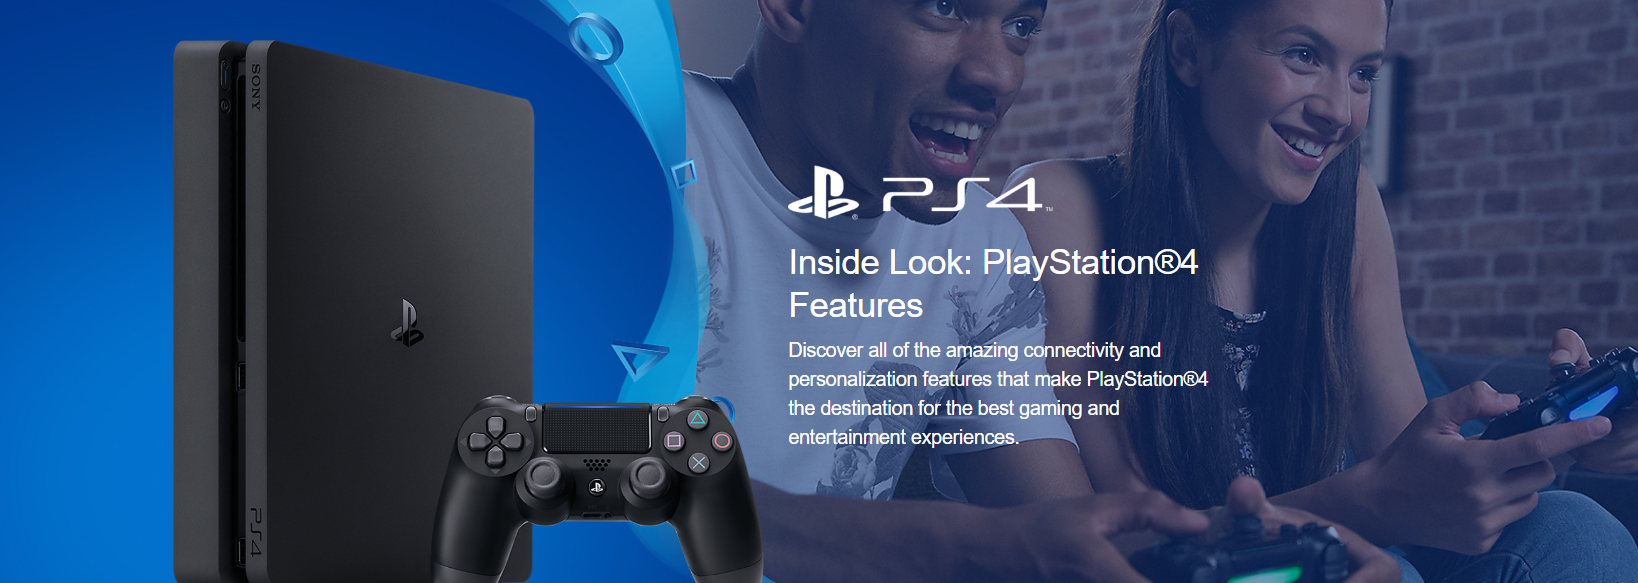 SONY
PS4
PS4™
Inside Look: PlayStation®4
Features
Discover all of the amazing connectivity and
personalization features that make PlayStation®4
the destination for the best gaming and
entertainment experiences.